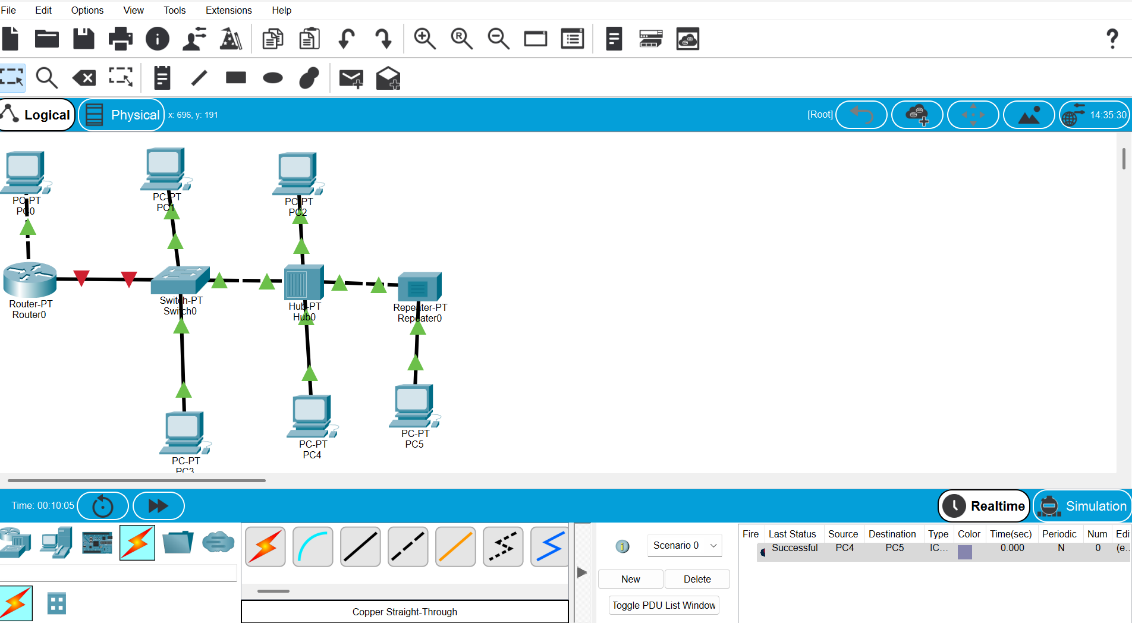 File Edit Options View Tools Extensions Help
?
Logical Physical x: 696, y: 191 [Root] 14:35:30
PC-PT
PC0
PC-PT
PC1
PC-PT
PC2
Router-PT
Router0
Switch-PT
Switch0
Hub-PT
Hub0
Repeater-PT
Repeater0
PC-PT
PC3
PC-PT
PC4
PC-PT
PC5
Time: 00:10:05 Realtime Simulation
Scenario 0
New Delete
Toggle PDU List Window
Copper Straight-Through
Fire Last Status Source Destination Type Color Time(sec) Periodic Num Edi
Successful PC4 PC5 IC... 0.000 N 0 (e...